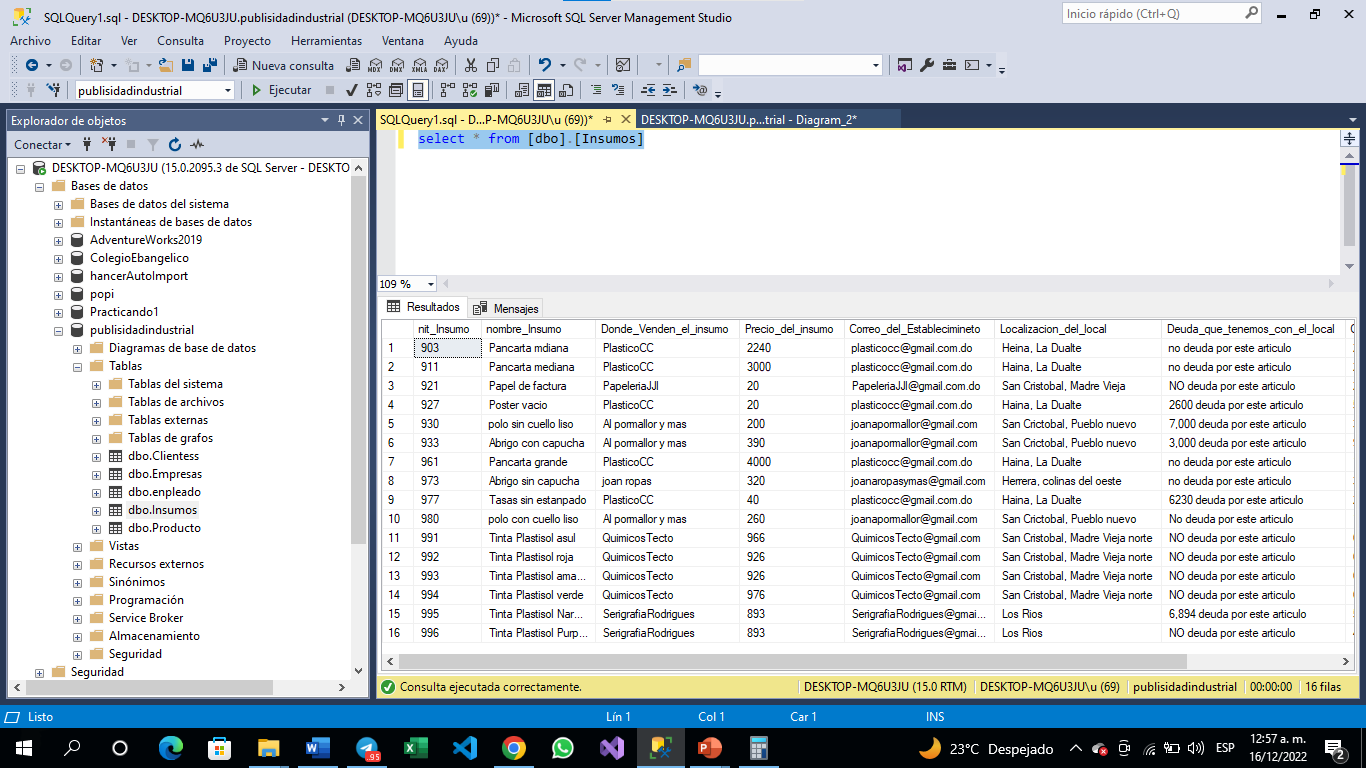 SQLQuery1.sql - DESKTOP-MQ6U3JU.publisidadindustrial (DESKTOP-MQ6U3JU\u (69))* - Microsoft SQL Server Management Studio
Inicio rápido (Ctrl+Q)
Archivo Editar Ver Consulta Proyecto Herramientas Ventana Ayuda
Nueva consulta MDX DMX XMLA DAX
publisidadindustrial Ejecutar
Explorador de objetos
SQLQuery1.sql - D...P-MQ6U3JU\u (69))* DESKTOP-MQ6U3JU.p...trial - Diagram_2*
Conectar
select * from [dbo].[Insumos]
DESKTOP-MQ6U3JU (15.0.2095.3 de SQL Server - DESKTO
Bases de datos
Bases de datos del sistema
Instantáneas de bases de datos
AdventureWorks2019
ColegioEbangelico
hancerAutoImport
popi
Practicando1
publisidadindustrial
Diagramas de base de datos
Tablas
Tablas del sistema
Tablas de archivos
Tablas externas
Tablas de grafos
dbo.Clientess
dbo.Empresas
dbo.enpleado
dbo.Insumos
dbo.Producto
Vistas
Recursos externos
Sinónimos
Programación
Service Broker
Almacenamiento
Seguridad
Seguridad
109 %
Resultados Mensajes
nit_Insumo nombre_Insumo Donde_Venden_el_insumo Precio_del_insumo Correo_del_Establecimineto Localizacion_del_local Deuda_que_tenemos_con_el_local
1 903 Pancarta mdiana PlasticoCC 2240 plasticocc@gmail.com.do Heina, La Dualte no deuda por este articulo
2 911 Pancarta mediana PlasticoCC 3000 plasticocc@gmail.com.do Haina, La Dualte no deuda por este articulo
3 921 Papel de factura PapeleriaJJl 20 PapeleriaJJl@gmail.com.do San Cristobal, Madre Vieja NO deuda por este articulo
4 927 Poster vacio PlasticoCC 20 plasticocc@gmail.com.do Haina, La Dualte 2600 deuda por este articulo
5 930 polo sin cuello liso Al pormallor y mas 200 joanapormallor@gmail.com San Crictobal, Pueblo nuevo 7,000 deuda por este articulo
6 933 Abrigo con capucha Al pormallor y mas 390 joanapormallor@gmail.com San Crictobal, Pueblo nuevo 3,000 deuda por este articulo
7 961 Pancarta grande PlasticoCC 4000 plasticocc@gmail.com.do Haina, La Dualte no deuda por este articulo
8 973 Abrigo sin capucha joan ropas 320 joanaropasymas@gmail.com Herrera, colinas del oeste no deuda por este articulo
9 977 Tasas sin estanpado PlasticoCC 40 plasticocc@gmail.com.do Haina, La Dualte 6230 deuda por este articulo
10 980 polo con cuello liso Al pormallor y mas 260 joanapormallor@gmail.com San Crictobal, Pueblo nuevo No deuda por este articulo
11 991 Tinta Plastisol asul QuimicosTecto 966 QuimicosTecto@gmail.com San Cristobal, Madre Vieja norte NO deuda por este articulo
12 992 Tinta Plastisol roja QuimicosTecto 926 QuimicosTecto@gmail.com San Cristobal, Madre Vieja norte NO deuda por este articulo
13 993 Tinta Plastisol ama... QuimicosTecto 926 QuimicosTecto@gmail.com San Cristobal, Madre Vieja norte NO deuda por este articulo
14 994 Tinta Plastisol verde QuimicosTecto 976 QuimicosTecto@gmail.com San Cristobal, Madre Vieja norte NO deuda por este articulo
15 995 Tinta Plastisol Nar... SerigrafiaRodrigues 893 SerigrafiaRodrigues@gmai... Los Rios 6,894 deuda por este articulo
16 996 Tinta Plastisol Purp... SerigrafiaRodrigues 893 SerigrafiaRodrigues@gmai... Los Rios NO deuda por este articulo
Consulta ejecutada correctamente. DESKTOP-MQ6U3JU (15.0 RTM) DESKTOP-MQ6U3JU\u (69) publisidadindustrial 00:00:00 16 filas
Listo Lín 1 Col 1 Car 1 INS
95 23°C Despejado ESP 12:57 a. m.
16/12/2022 2